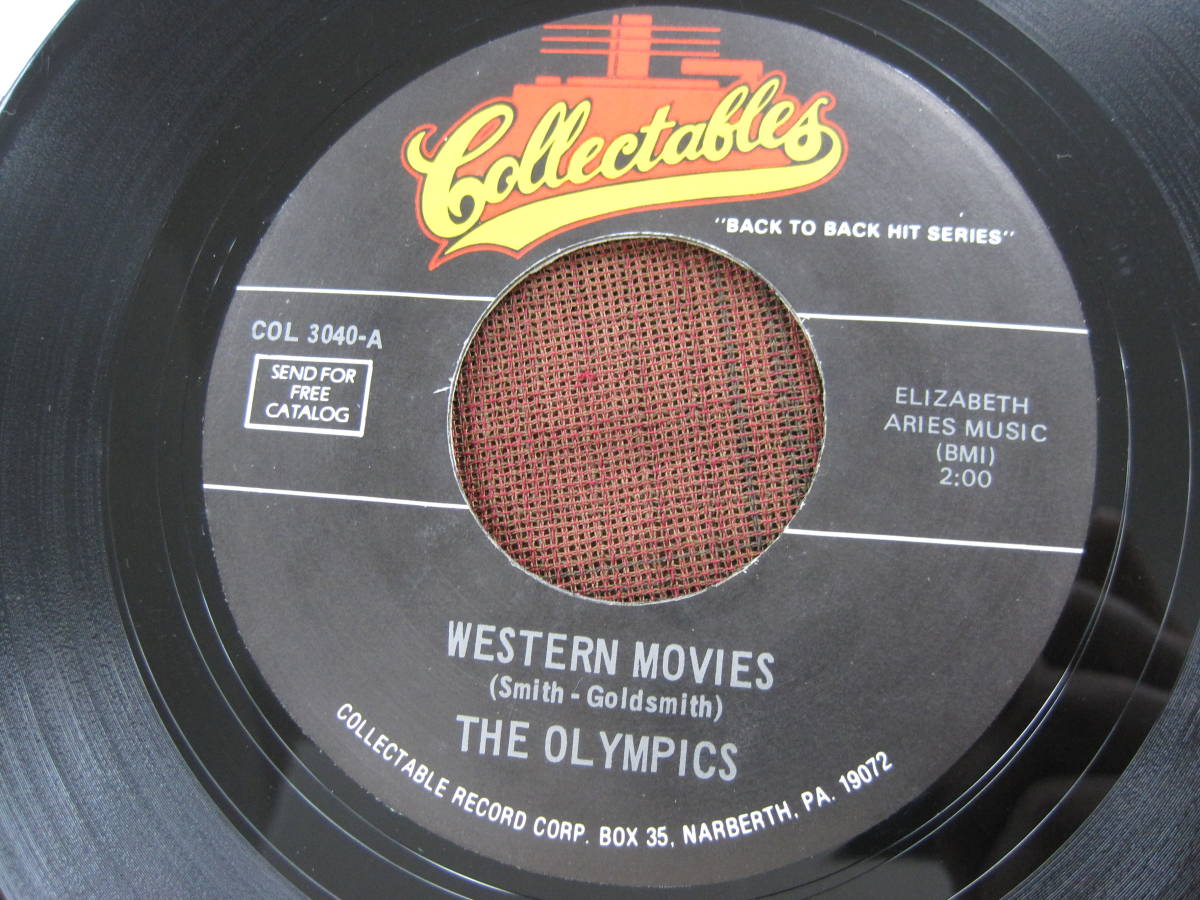 Collectables
"BACK TO BACK HIT SERIES"
COL 3040-A
SEND FOR
FREE
CATALOG
ELIZABETH
ARIES MUSIC
(BMI)
2:00
WESTERN MOVIES
(Smith - Goldsmith)
THE OLYMPICS
COLLECTABLE RECORD CORP. BOX 35, NARBERTH, PA. 19072